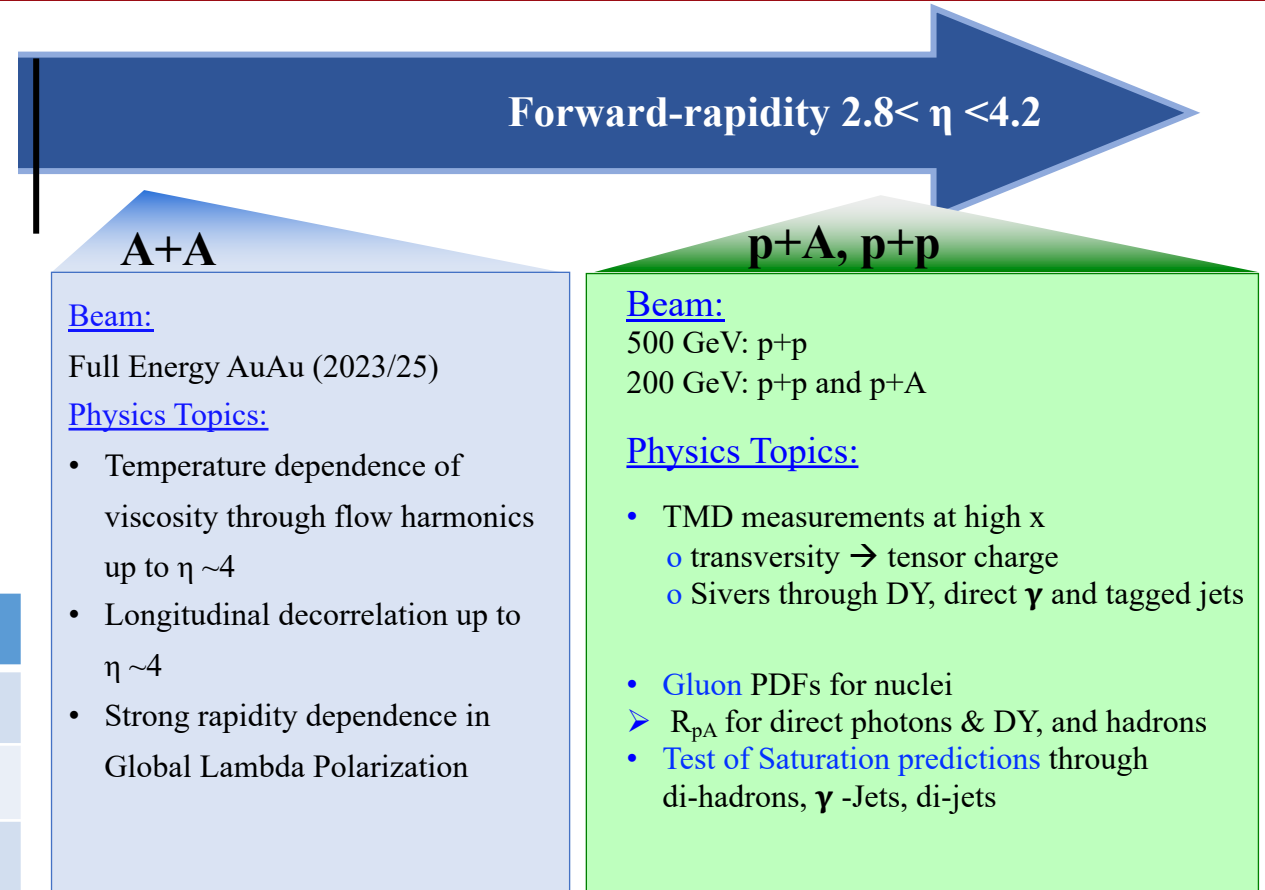 Forward-rapidity 2.8< η <4.2
A+A
Beam:
Full Energy AuAu (2023/25)
Physics Topics:
• Temperature dependence of
viscosity through flow harmonics
up to η ~4
• Longitudinal decorrelation up to
η ~4
• Strong rapidity dependence in
Global Lambda Polarization
p+A, p+p
Beam:
500 GeV: p+p
200 GeV: p+p and p+A
Physics Topics:
• TMD measurements at high x
o transversity → tensor charge
o Sivers through DY, direct γ and tagged jets
• Gluon PDFs for nuclei
➢ RpA for direct photons & DY, and hadrons
• Test of Saturation predictions through
di-hadrons, γ -Jets, di-jets